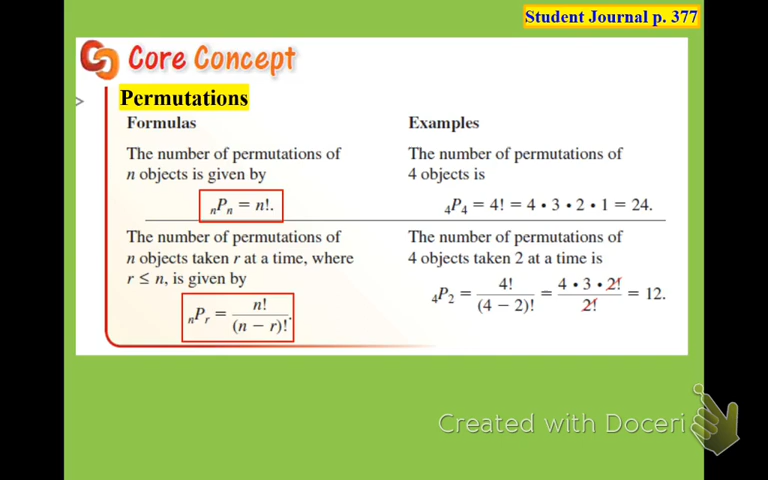 Student Journal p. 377
Core Concept
Permutations
Formulas
The number of permutations of
n objects is given by
ₙPₙ = n!.
The number of permutations of
n objects taken r at a time, where
r ≤ n, is given by
ₙPᵣ = n!/(n − r)!.
Examples
The number of permutations of
4 objects is
₄P₄ = 4! = 4 • 3 • 2 • 1 = 24.
The number of permutations of
4 objects taken 2 at a time is
₄P₂ = 4!/(4 − 2)! = 4 • 3 • 2!/2! = 12.
Created with Doceri